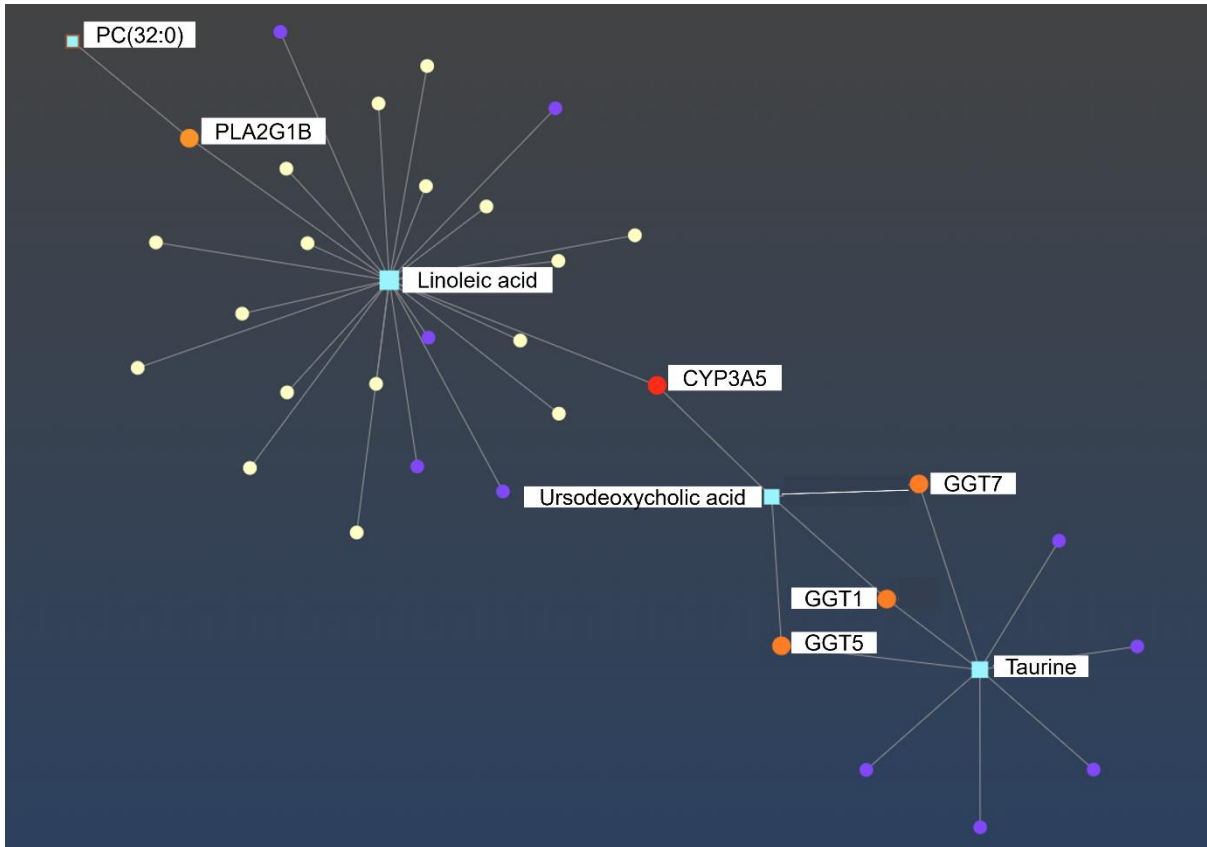 PC(32:0)
PLA2G1B
Linoleic acid
CYP3A5
Ursodeoxycholic acid
GGT7
GGT1
GGT5
Taurine